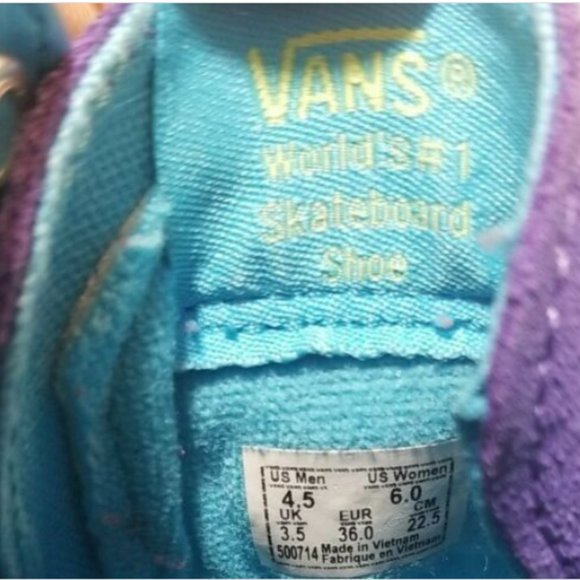 VANS®
World's #1
Skateboard
Shoe
US Men US Women
4.5 6.0
UK EUR CM
3.5 36.0 22.5
500714 Made in Vietnam
Fabrique en Vietnam